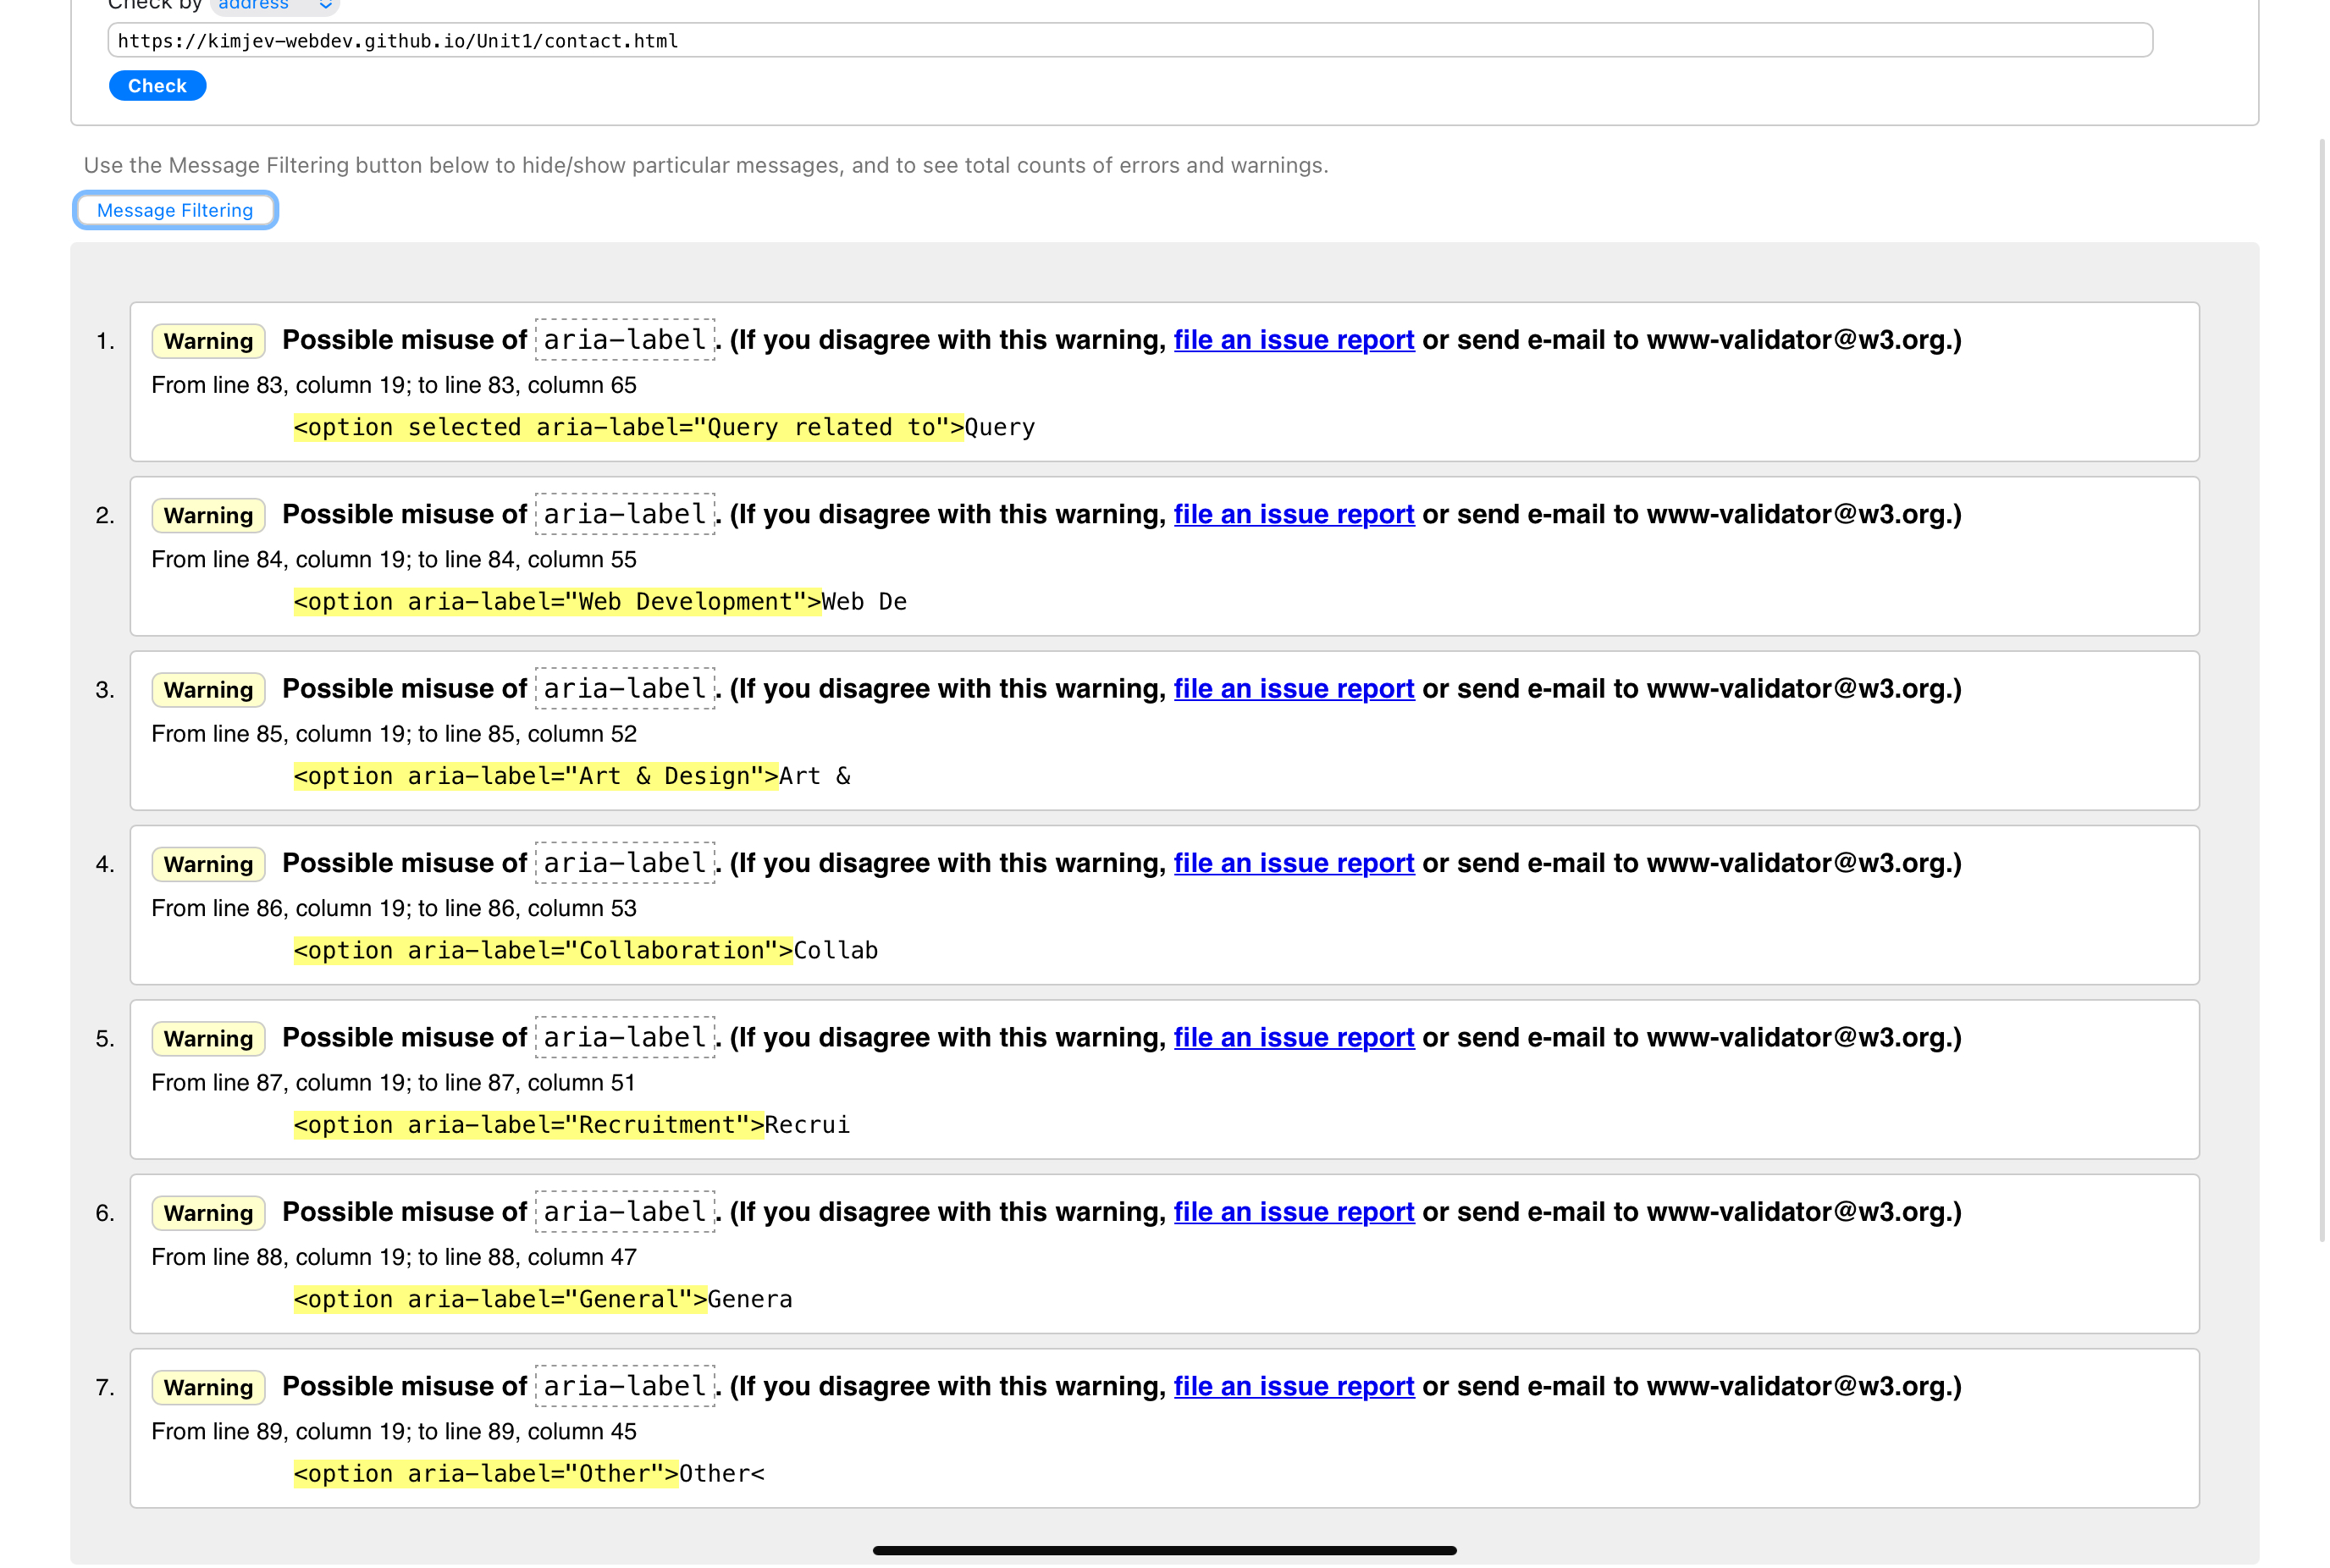 Check by address
https://kimjev-webdev.github.io/Unit1/contact.html
Check
Use the Message Filtering button below to hide/show particular messages, and to see total counts of errors and warnings.
Message Filtering
1. Warning Possible misuse of aria-label. (If you disagree with this warning, file an issue report or send e-mail to www-validator@w3.org.)
From line 83, column 19; to line 83, column 65
<option selected aria-label="Query related to">Query
2. Warning Possible misuse of aria-label. (If you disagree with this warning, file an issue report or send e-mail to www-validator@w3.org.)
From line 84, column 19; to line 84, column 55
<option aria-label="Web Development">Web De
3. Warning Possible misuse of aria-label. (If you disagree with this warning, file an issue report or send e-mail to www-validator@w3.org.)
From line 85, column 19; to line 85, column 52
<option aria-label="Art & Design">Art &
4. Warning Possible misuse of aria-label. (If you disagree with this warning, file an issue report or send e-mail to www-validator@w3.org.)
From line 86, column 19; to line 86, column 53
<option aria-label="Collaboration">Collab
5. Warning Possible misuse of aria-label. (If you disagree with this warning, file an issue report or send e-mail to www-validator@w3.org.)
From line 87, column 19; to line 87, column 51
<option aria-label="Recruitment">Recrui
6. Warning Possible misuse of aria-label. (If you disagree with this warning, file an issue report or send e-mail to www-validator@w3.org.)
From line 88, column 19; to line 88, column 47
<option aria-label="General">Genera
7. Warning Possible misuse of aria-label. (If you disagree with this warning, file an issue report or send e-mail to www-validator@w3.org.)
From line 89, column 19; to line 89, column 45
<option aria-label="Other">Other<